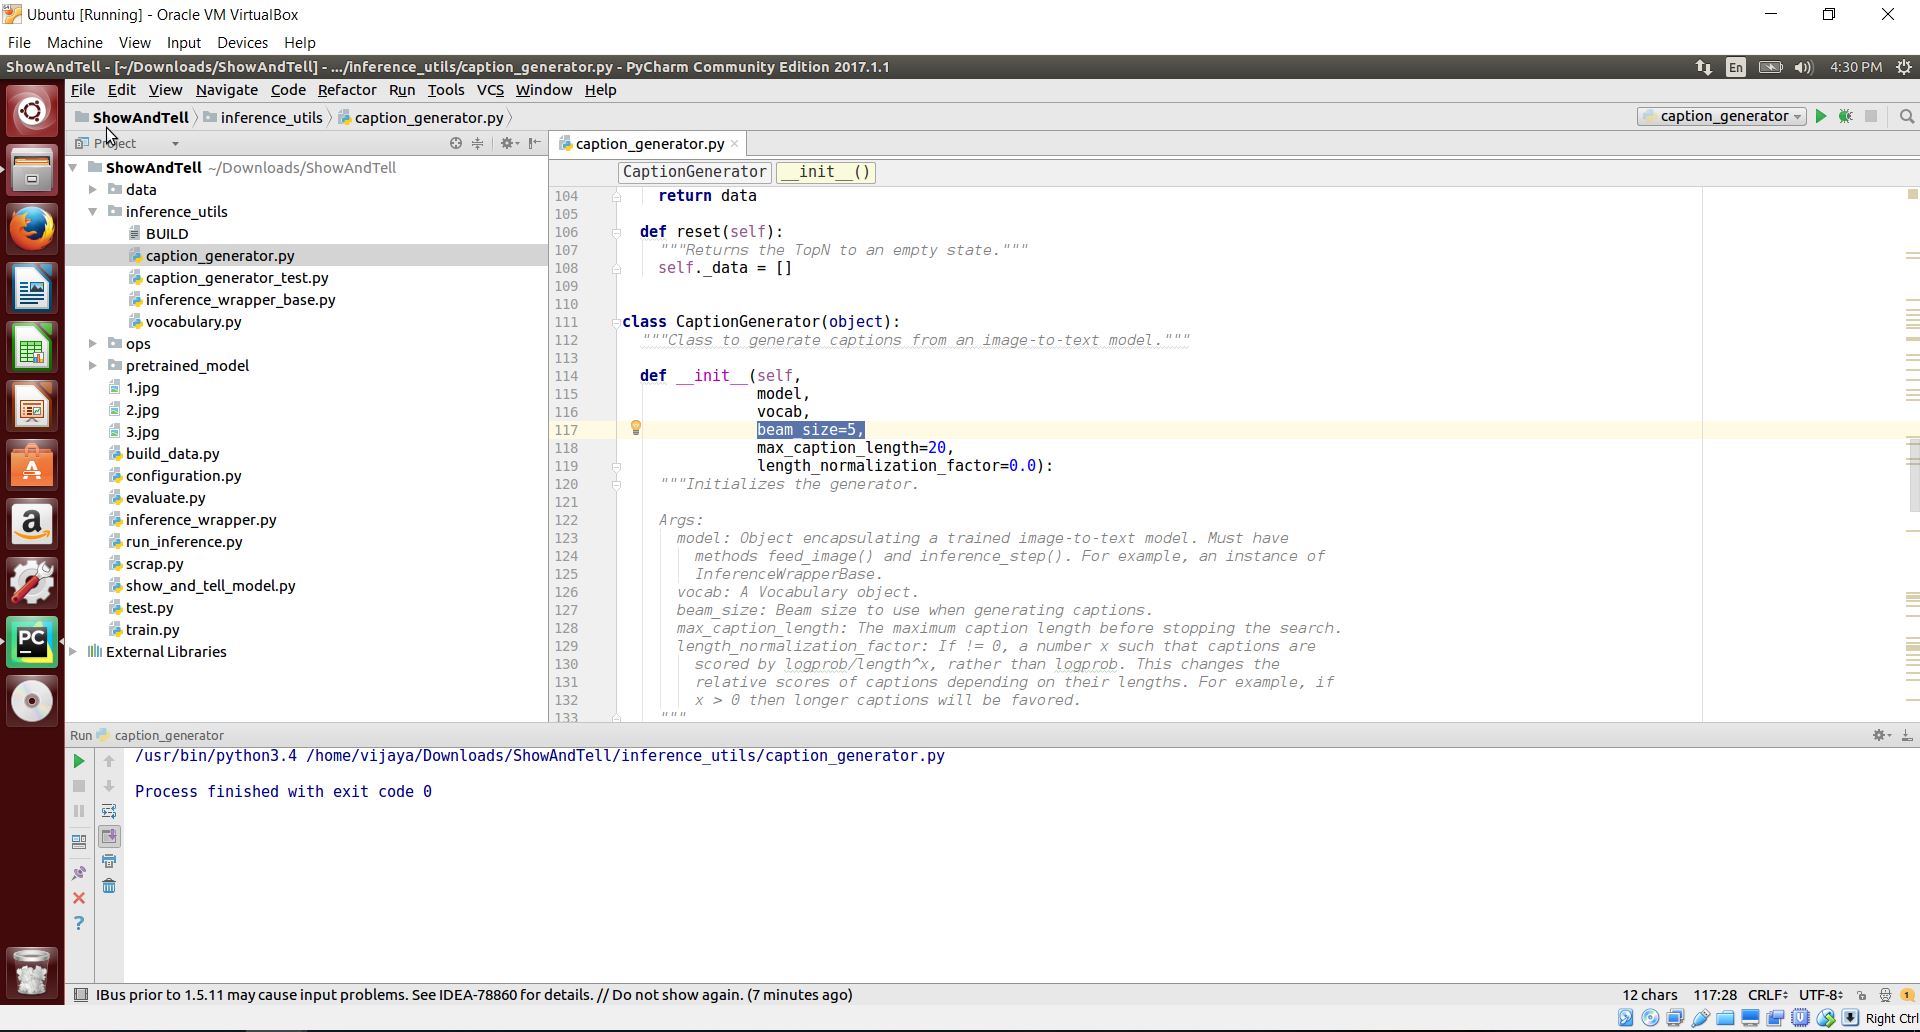 Ubuntu [Running] - Oracle VM VirtualBox
File Machine View Input Devices Help
ShowAndTell - [~/Downloads/ShowAndTell] - .../inference_utils/caption_generator.py - PyCharm Community Edition 2017.1.1
En 4:30 PM
File Edit View Navigate Code Refactor Run Tools VCS Window Help
ShowAndTell inference_utils caption_generator.py caption_generator
Project
caption_generator.py
ShowAndTell ~/Downloads/ShowAndTell
data
inference_utils
BUILD
caption_generator.py
caption_generator_test.py
inference_wrapper_base.py
vocabulary.py
ops
pretrained_model
1.jpg
2.jpg
3.jpg
build_data.py
configuration.py
evaluate.py
inference_wrapper.py
run_inference.py
scrap.py
show_and_tell_model.py
test.py
train.py
External Libraries
CaptionGenerator __init__()
104 return data
105
106 def reset(self):
107 """Returns the TopN to an empty state."""
108 self._data = []
109
110
111 class CaptionGenerator(object):
112 """Class to generate captions from an image-to-text model."""
113
114 def __init__(self,
115 model,
116 vocab,
117 beam_size=5,
118 max_caption_length=20,
119 length_normalization_factor=0.0):
120 """Initializes the generator.
121
122 Args:
123 model: Object encapsulating a trained image-to-text model. Must have
124 methods feed_image() and inference_step(). For example, an instance of
125 InferenceWrapperBase.
126 vocab: A Vocabulary object.
127 beam_size: Beam size to use when generating captions.
128 max_caption_length: The maximum caption length before stopping the search.
129 length_normalization_factor: If != 0, a number x such that captions are
130 scored by logprob/length^x, rather than logprob. This changes the
131 relative scores of captions depending on their lengths. For example, if
132 x > 0 then longer captions will be favored.
133 """
Run caption_generator
/usr/bin/python3.4 /home/vijaya/Downloads/ShowAndTell/inference_utils/caption_generator.py
Process finished with exit code 0
IBus prior to 1.5.11 may cause input problems. See IDEA-78860 for details. // Do not show again. (7 minutes ago)
12 chars 117:28 CRLF UTF-8 1
Right Ctrl